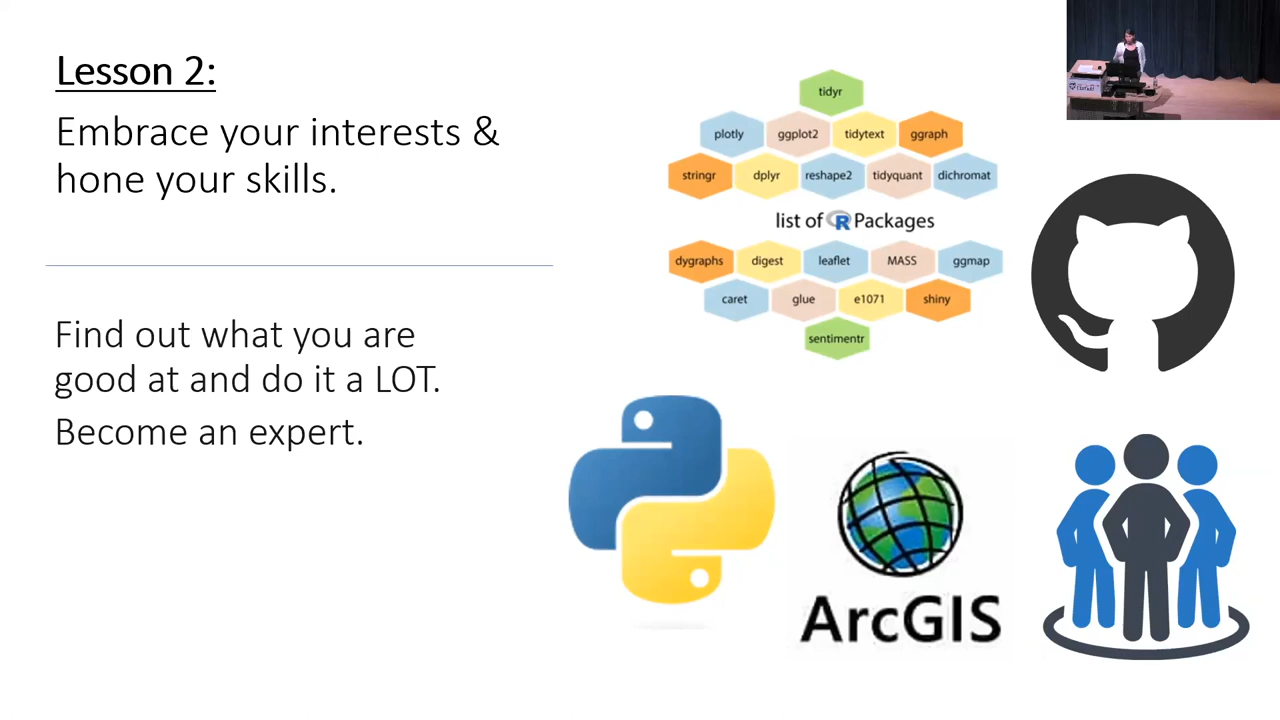 Lesson 2:
Embrace your interests &
hone your skills.
Find out what you are
good at and do it a LOT.
Become an expert.
tidyr
plotly ggplot2 tidytext ggraph
stringr dplyr reshape2 tidyquant dichromat
list of R Packages
dygraphs digest leaflet MASS ggmap
caret glue e1071 shiny
sentimentr
ArcGIS